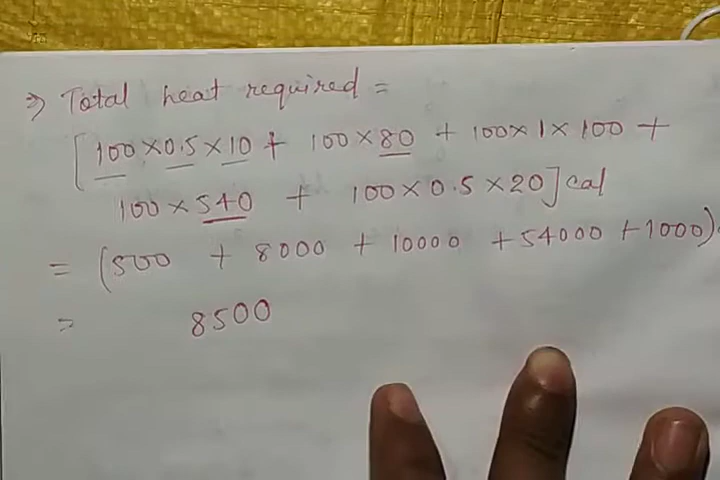 ⇒ Total heat required =
[100 × 0.5 × 10 + 100 × 80 + 100 × 1 × 100 +
100 × 540 + 100 × 0.5 × 20] cal
= (500 + 8000 + 10000 + 54000 + 1000)
= 8500